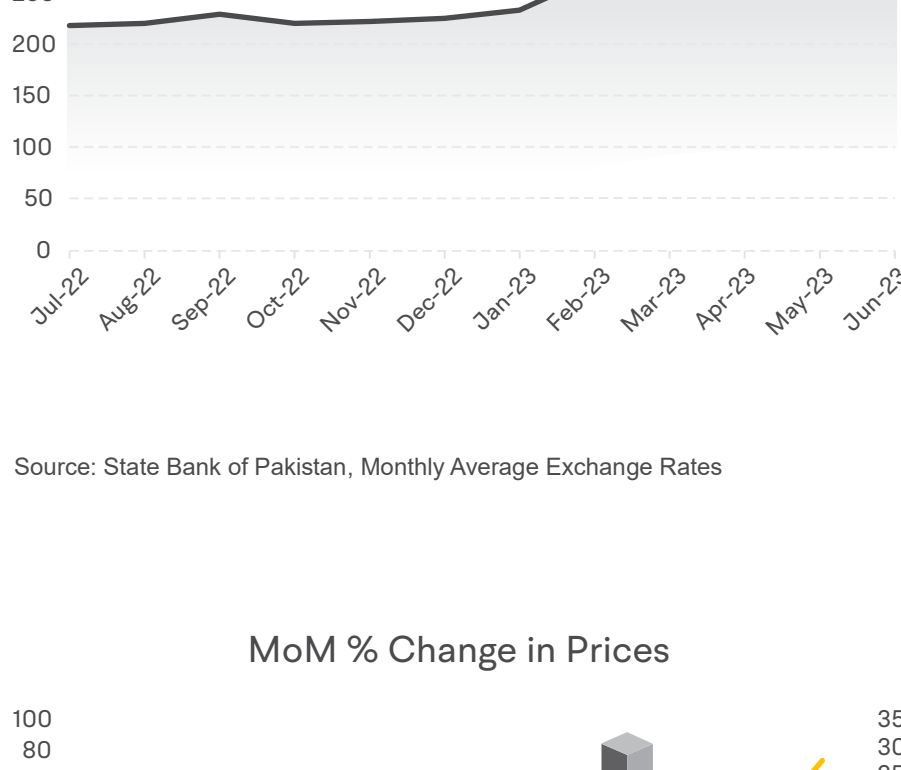 200
150
100
50
0
Jul-22 Aug-22 Sep-22 Oct-22 Nov-22 Dec-22 Jan-23 Feb-23 Mar-23 Apr-23 May-23 Jun-23
Source: State Bank of Pakistan, Monthly Average Exchange Rates
MoM % Change in Prices
100 35
80 30